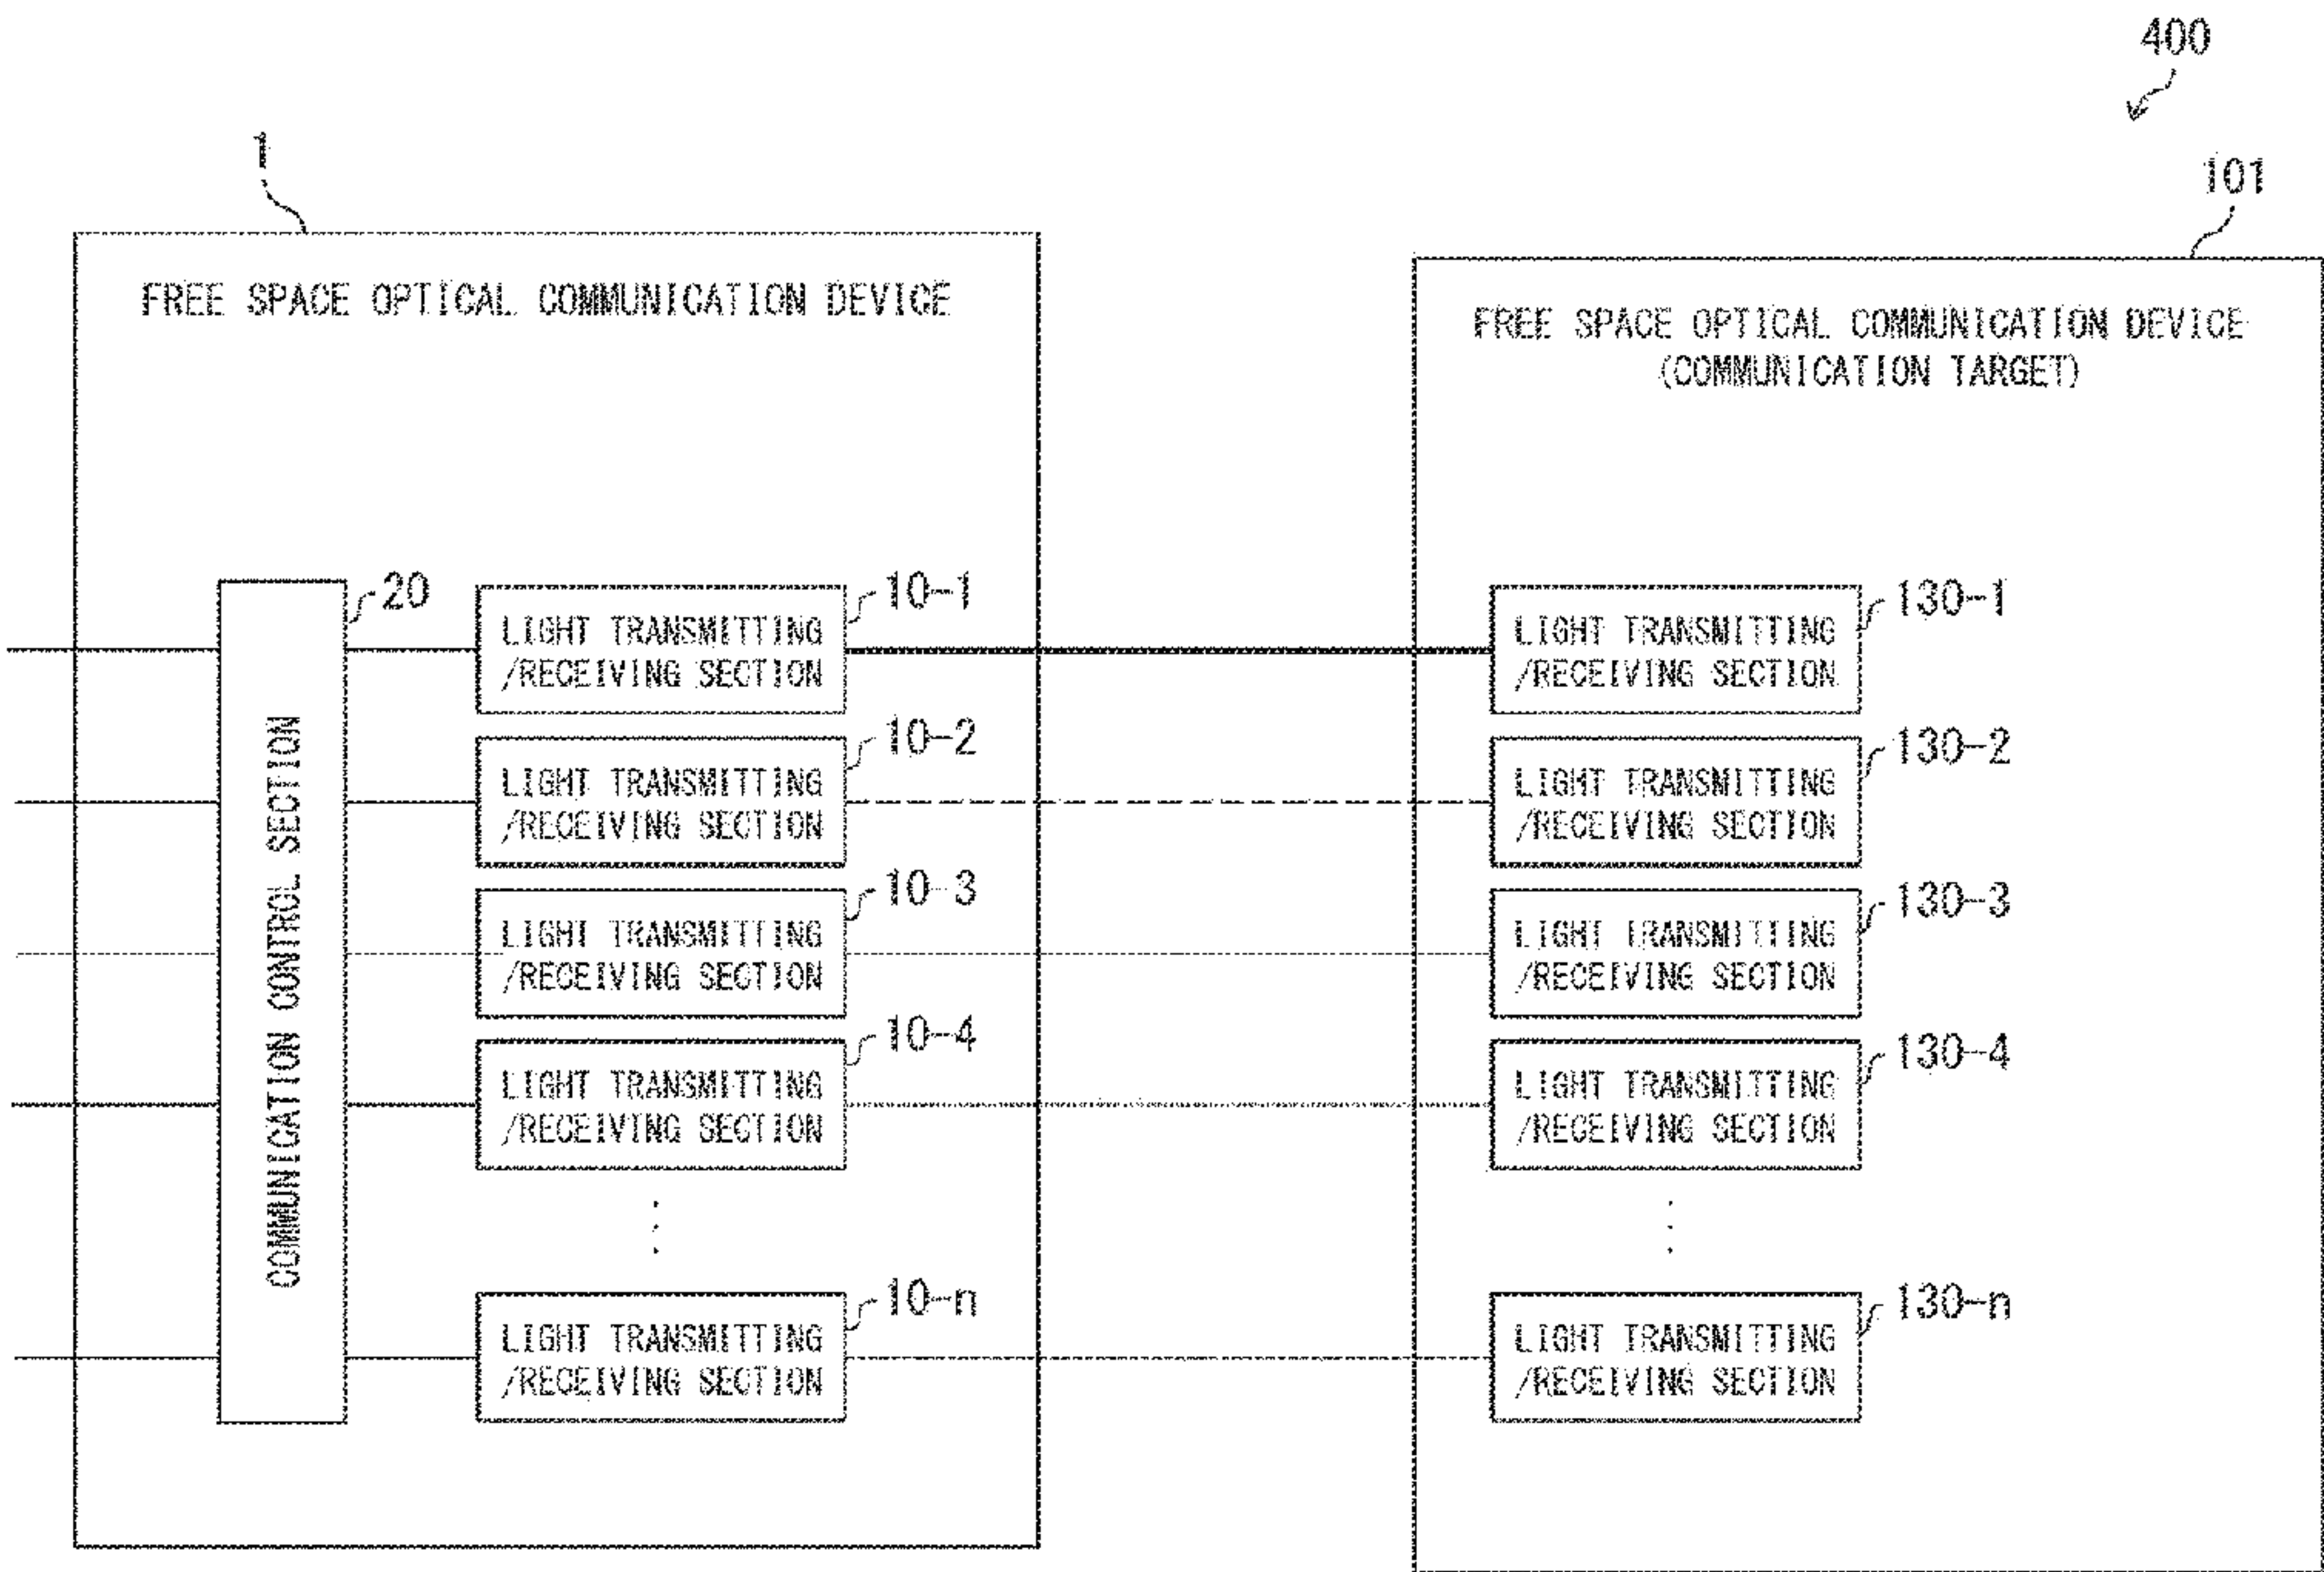 400
1
101
FREE SPACE OPTICAL COMMUNICATION DEVICE
FREE SPACE OPTICAL COMMUNICATION DEVICE
(COMMUNICATION TARGET)
20
COMMUNICATION CONTROL SECTION
10-1
LIGHT TRANSMITTING
/RECEIVING SECTION
10-2
LIGHT TRANSMITTING
/RECEIVING SECTION
10-3
LIGHT TRANSMITTING
/RECEIVING SECTION
10-4
LIGHT TRANSMITTING
/RECEIVING SECTION
10-n
LIGHT TRANSMITTING
/RECEIVING SECTION
130-1
LIGHT TRANSMITTING
/RECEIVING SECTION
130-2
LIGHT TRANSMITTING
/RECEIVING SECTION
130-3
LIGHT TRANSMITTING
/RECEIVING SECTION
130-4
LIGHT TRANSMITTING
/RECEIVING SECTION
130-n
LIGHT TRANSMITTING
/RECEIVING SECTION